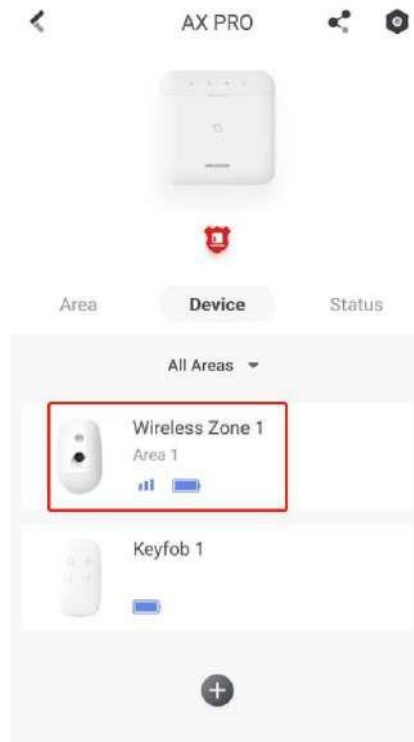 AX PRO
Area
Device
Status
All Areas
Wireless Zone 1
Area 1
Keyfob 1